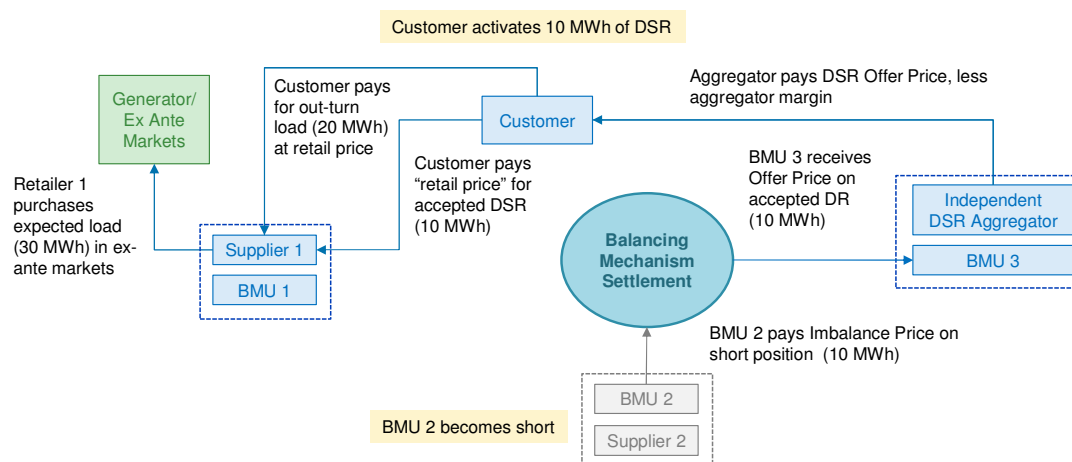 Customer activates 10 MWh of DSR
Generator/
Ex Ante
Markets
Customer pays
for out-turn
load (20 MWh)
at retail price
Customer
Aggregator pays DSR Offer Price, less
aggregator margin
Retailer 1
purchases
expected load
(30 MWh) in ex-
ante markets
Customer pays
“retail price” for
accepted DSR
(10 MWh)
BMU 3 receives
Offer Price on
accepted DR
(10 MWh)
Independent
DSR Aggregator
BMU 3
Supplier 1
BMU 1
Balancing
Mechanism
Settlement
BMU 2 pays Imbalance Price on
short position (10 MWh)
BMU 2 becomes short
BMU 2
Supplier 2